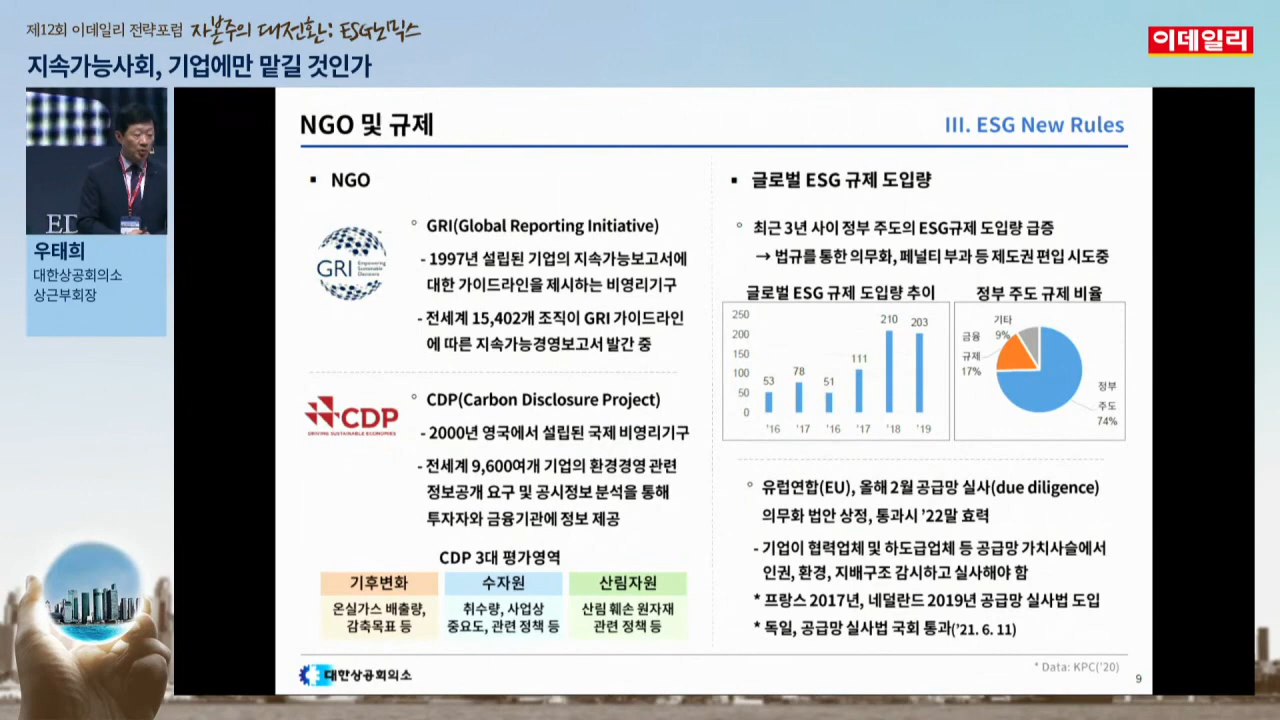 제12회 이데일리 전략포럼 자본주의 대전환: ESG노믹스
지속가능사회, 기업에만 맡길 것인가
이데일리
ED
우태희
대한상공회의소
상근부회장
NGO 및 규제
III. ESG New Rules
▪ NGO
GRI
Empowering
Sustainable
Decisions
◦ GRI(Global Reporting Initiative)
- 1997년 설립된 기업의 지속가능보고서에
대한 가이드라인을 제시하는 비영리기구
- 전세계 15,402개 조직이 GRI 가이드라인
에 따른 지속가능경영보고서 발간 중
CDP
DRIVING SUSTAINABLE ECONOMIES
◦ CDP(Carbon Disclosure Project)
- 2000년 영국에서 설립된 국제 비영리기구
- 전세계 9,600여개 기업의 환경경영 관련
정보공개 요구 및 공시정보 분석을 통해
투자자와 금융기관에 정보 제공
CDP 3대 평가영역
기후변화 수자원 산림자원
온실가스 배출량, 취수량, 사업상 산림 훼손 원자재
감축목표 등 중요도, 관련 정책 등 관련 정책 등
▪ 글로벌 ESG 규제 도입량
◦ 최근 3년 사이 정부 주도의 ESG규제 도입량 급증
→ 법규를 통한 의무화, 페널티 부과 등 제도권 편입 시도중
글로벌 ESG 규제 도입량 추이
250
200
150
100
50
0
53 78 51 111 210 203
'16 '17 '16 '17 '18 '19
정부 주도 규제 비율
기타
9%
금융
규제
17%
정부
주도
74%
◦ 유럽연합(EU), 올해 2월 공급망 실사(due diligence)
의무화 법안 상정, 통과시 '22말 효력
- 기업이 협력업체 및 하도급업체 등 공급망 가치사슬에서
인권, 환경, 지배구조 감시하고 실사해야 함
* 프랑스 2017년, 네덜란드 2019년 공급망 실사법 도입
* 독일, 공급망 실사법 국회 통과('21. 6. 11)
대한상공회의소
* Data: KPC('20)
9